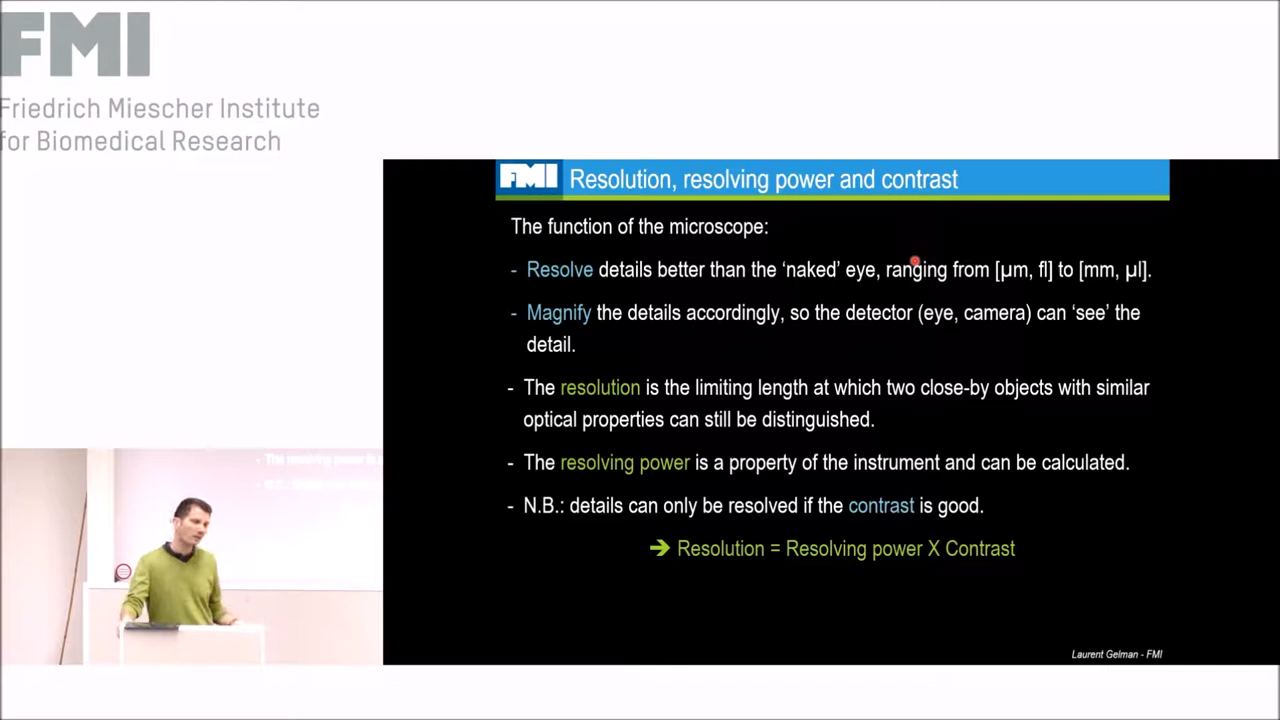 FMI
Friedrich Miescher Institute
for Biomedical Research
FMI Resolution, resolving power and contrast
The function of the microscope:
- Resolve details better than the ‘naked’ eye, ranging from [µm, fl] to [mm, µl].
- Magnify the details accordingly, so the detector (eye, camera) can ‘see’ the
detail.
- The resolution is the limiting length at which two close-by objects with similar
optical properties can still be distinguished.
- The resolving power is a property of the instrument and can be calculated.
- N.B.: details can only be resolved if the contrast is good.
➔ Resolution = Resolving power X Contrast
Laurent Gelman - FMI
- The resolving power is